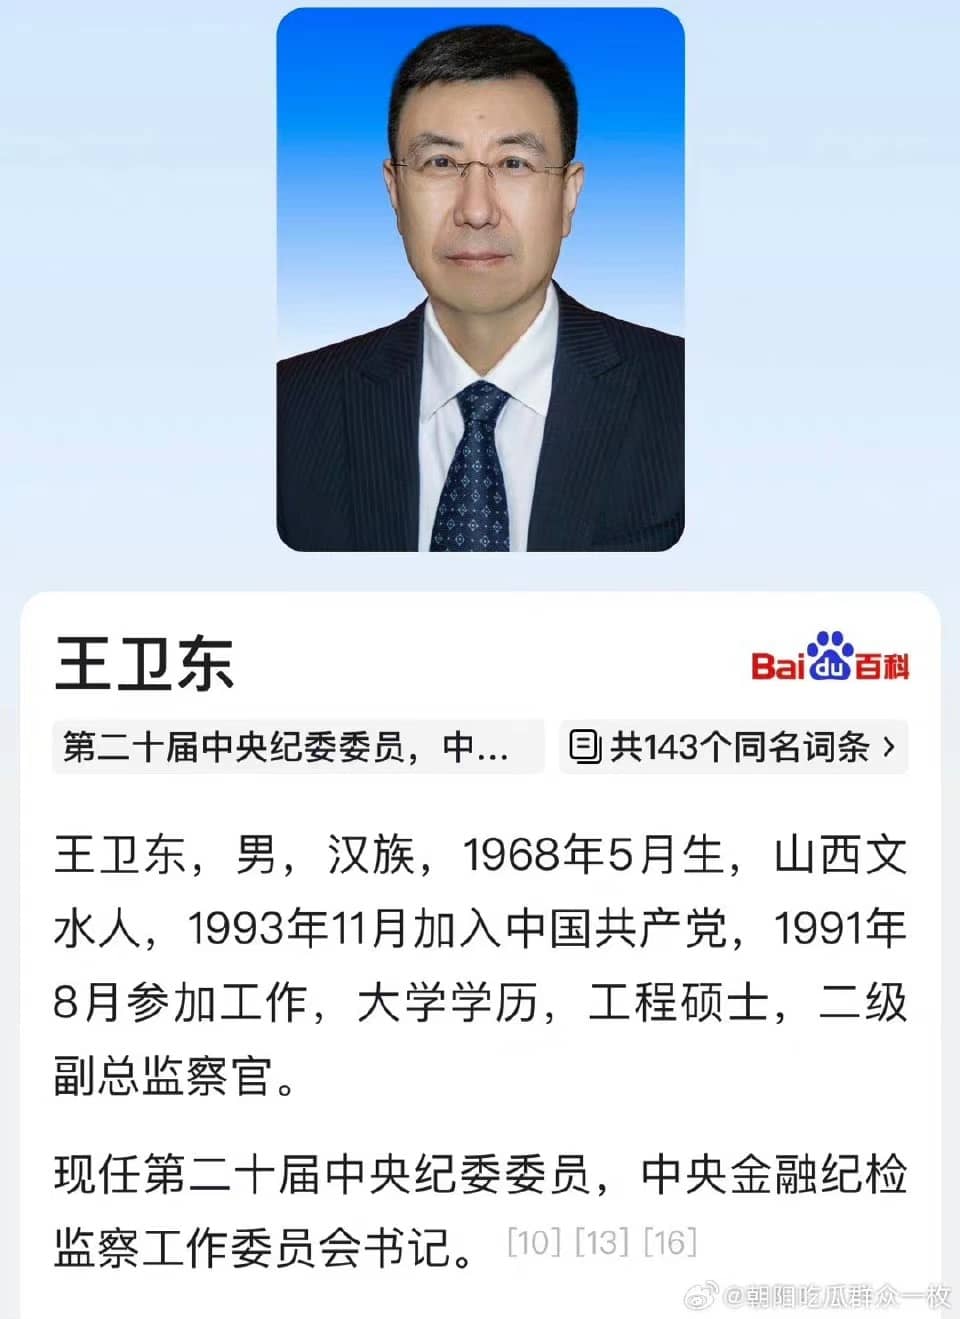 王卫东
Baidu百科
第二十届中央纪委委员，中...
共143个同名词条 ›
王卫东，男，汉族，1968年5月生，山西文
水人，1993年11月加入中国共产党，1991年
8月参加工作，大学学历，工程硕士，二级
副总监察官。
现任第二十届中央纪委委员，中央金融纪检
监察工作委员会书记。 [10] [13] [16]
@朝阳吃瓜群众一枚